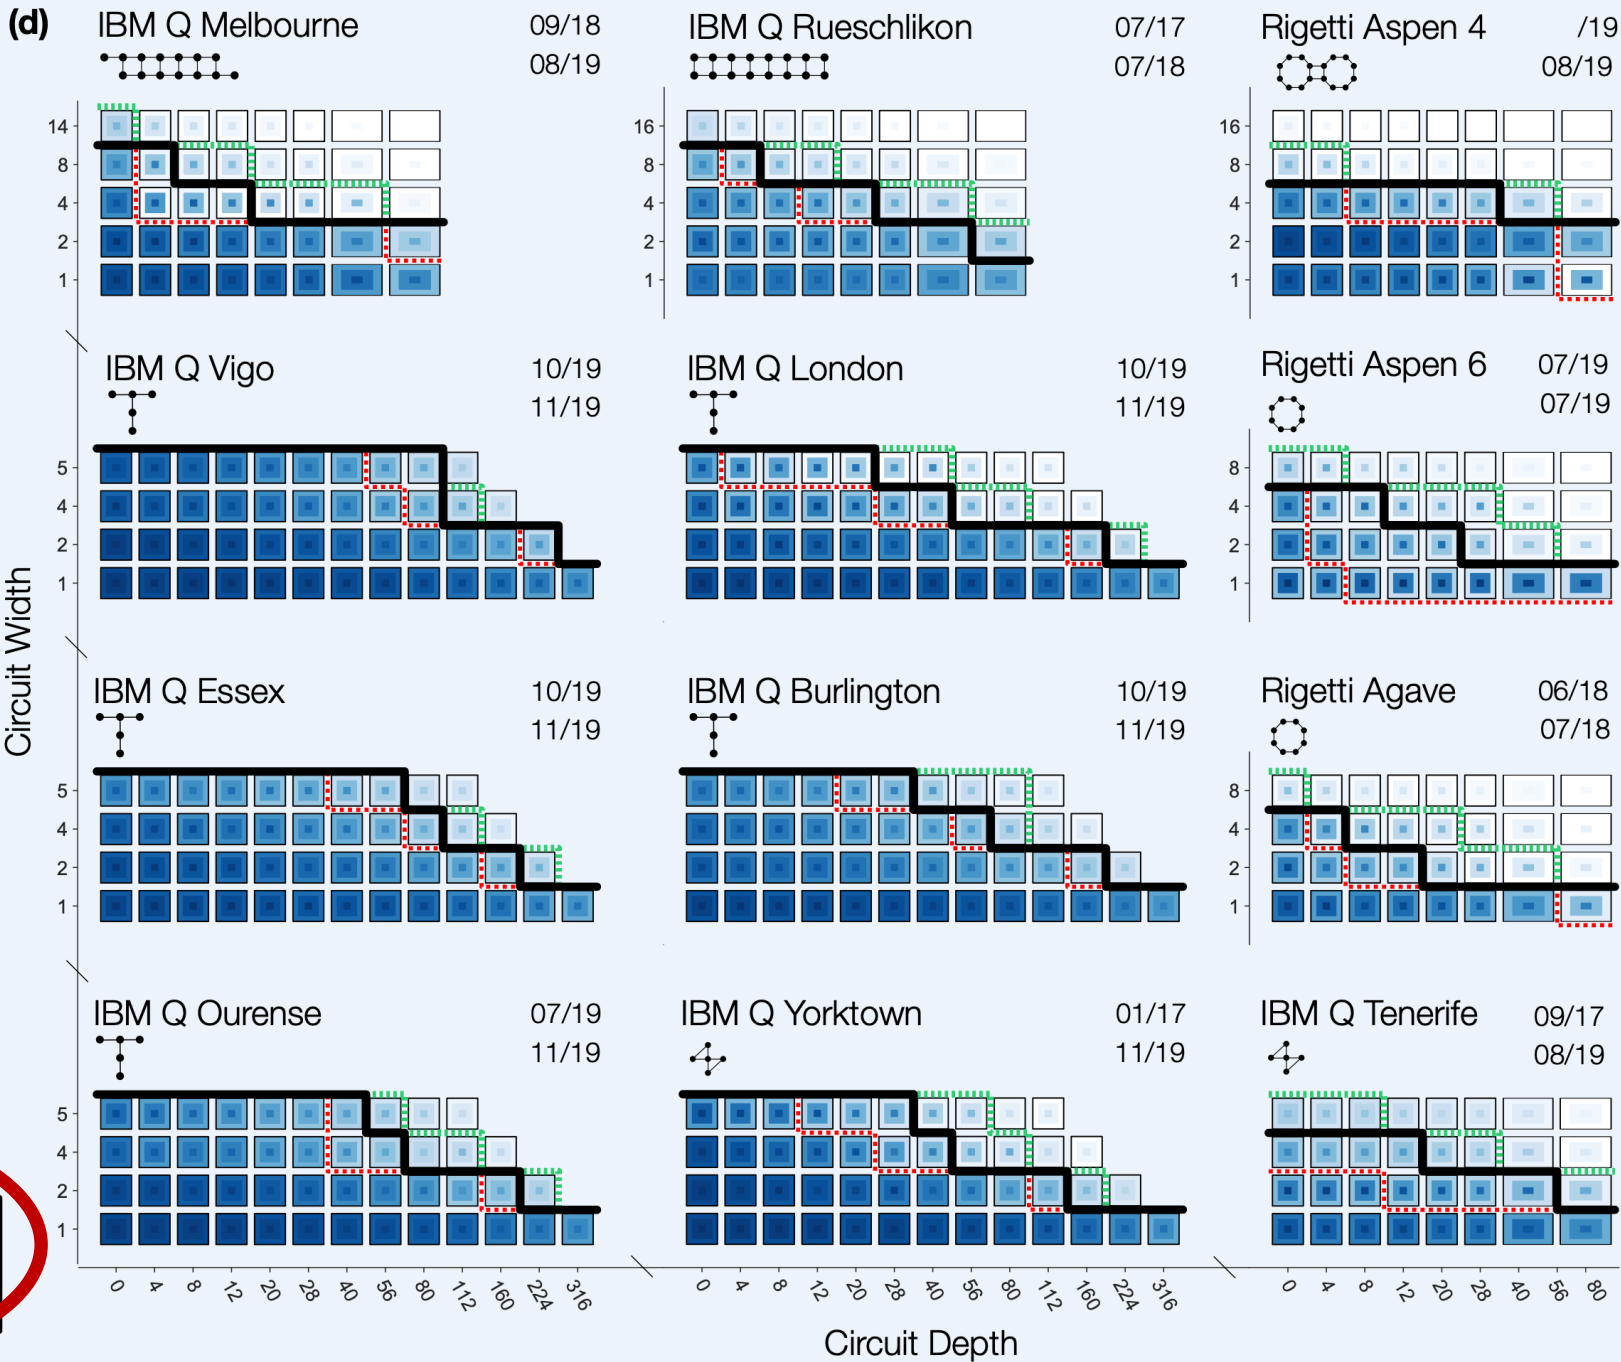 (d)
IBM Q Melbourne 09/18
08/19
14
8
4
2
1
IBM Q Rueschlikon 07/17
07/18
16
8
4
2
1
Rigetti Aspen 4 /19
08/19
16
8
4
2
1
IBM Q Vigo 10/19
11/19
5
4
2
1
IBM Q London 10/19
11/19
Rigetti Aspen 6 07/19
07/19
8
4
2
1
IBM Q Essex 10/19
11/19
5
4
2
1
IBM Q Burlington 10/19
11/19
Rigetti Agave 06/18
07/18
8
4
2
1
IBM Q Ourense 07/19
11/19
5
4
2
1
IBM Q Yorktown 01/17
11/19
IBM Q Tenerife 09/17
08/19
0 4 8 12 20 28 40 56 80 112 160 224 316
0 4 8 12 20 28 40 56 80 112 160 224 316
0 4 8 12 20 28 40 56 80
Circuit Width
Circuit Depth